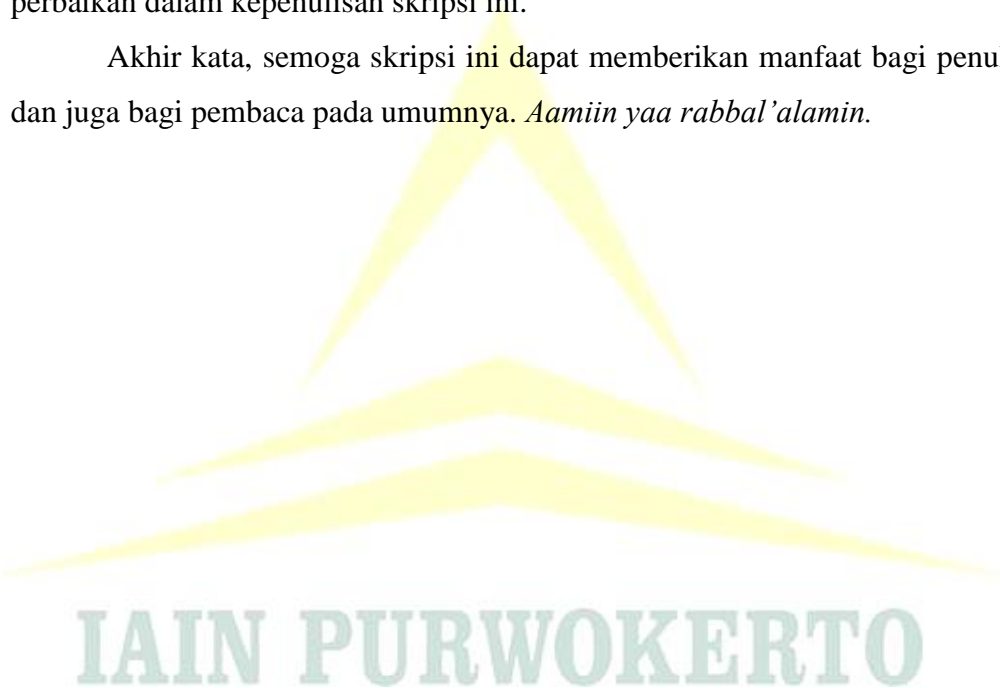 perbaikan dalam kepenulisan skripsi ini.
Akhir kata, semoga skripsi ini dapat memberikan manfaat bagi penu
dan juga bagi pembaca pada umumnya. Aamiin yaa rabbal’alamin.
IAIN PURWOKERTO